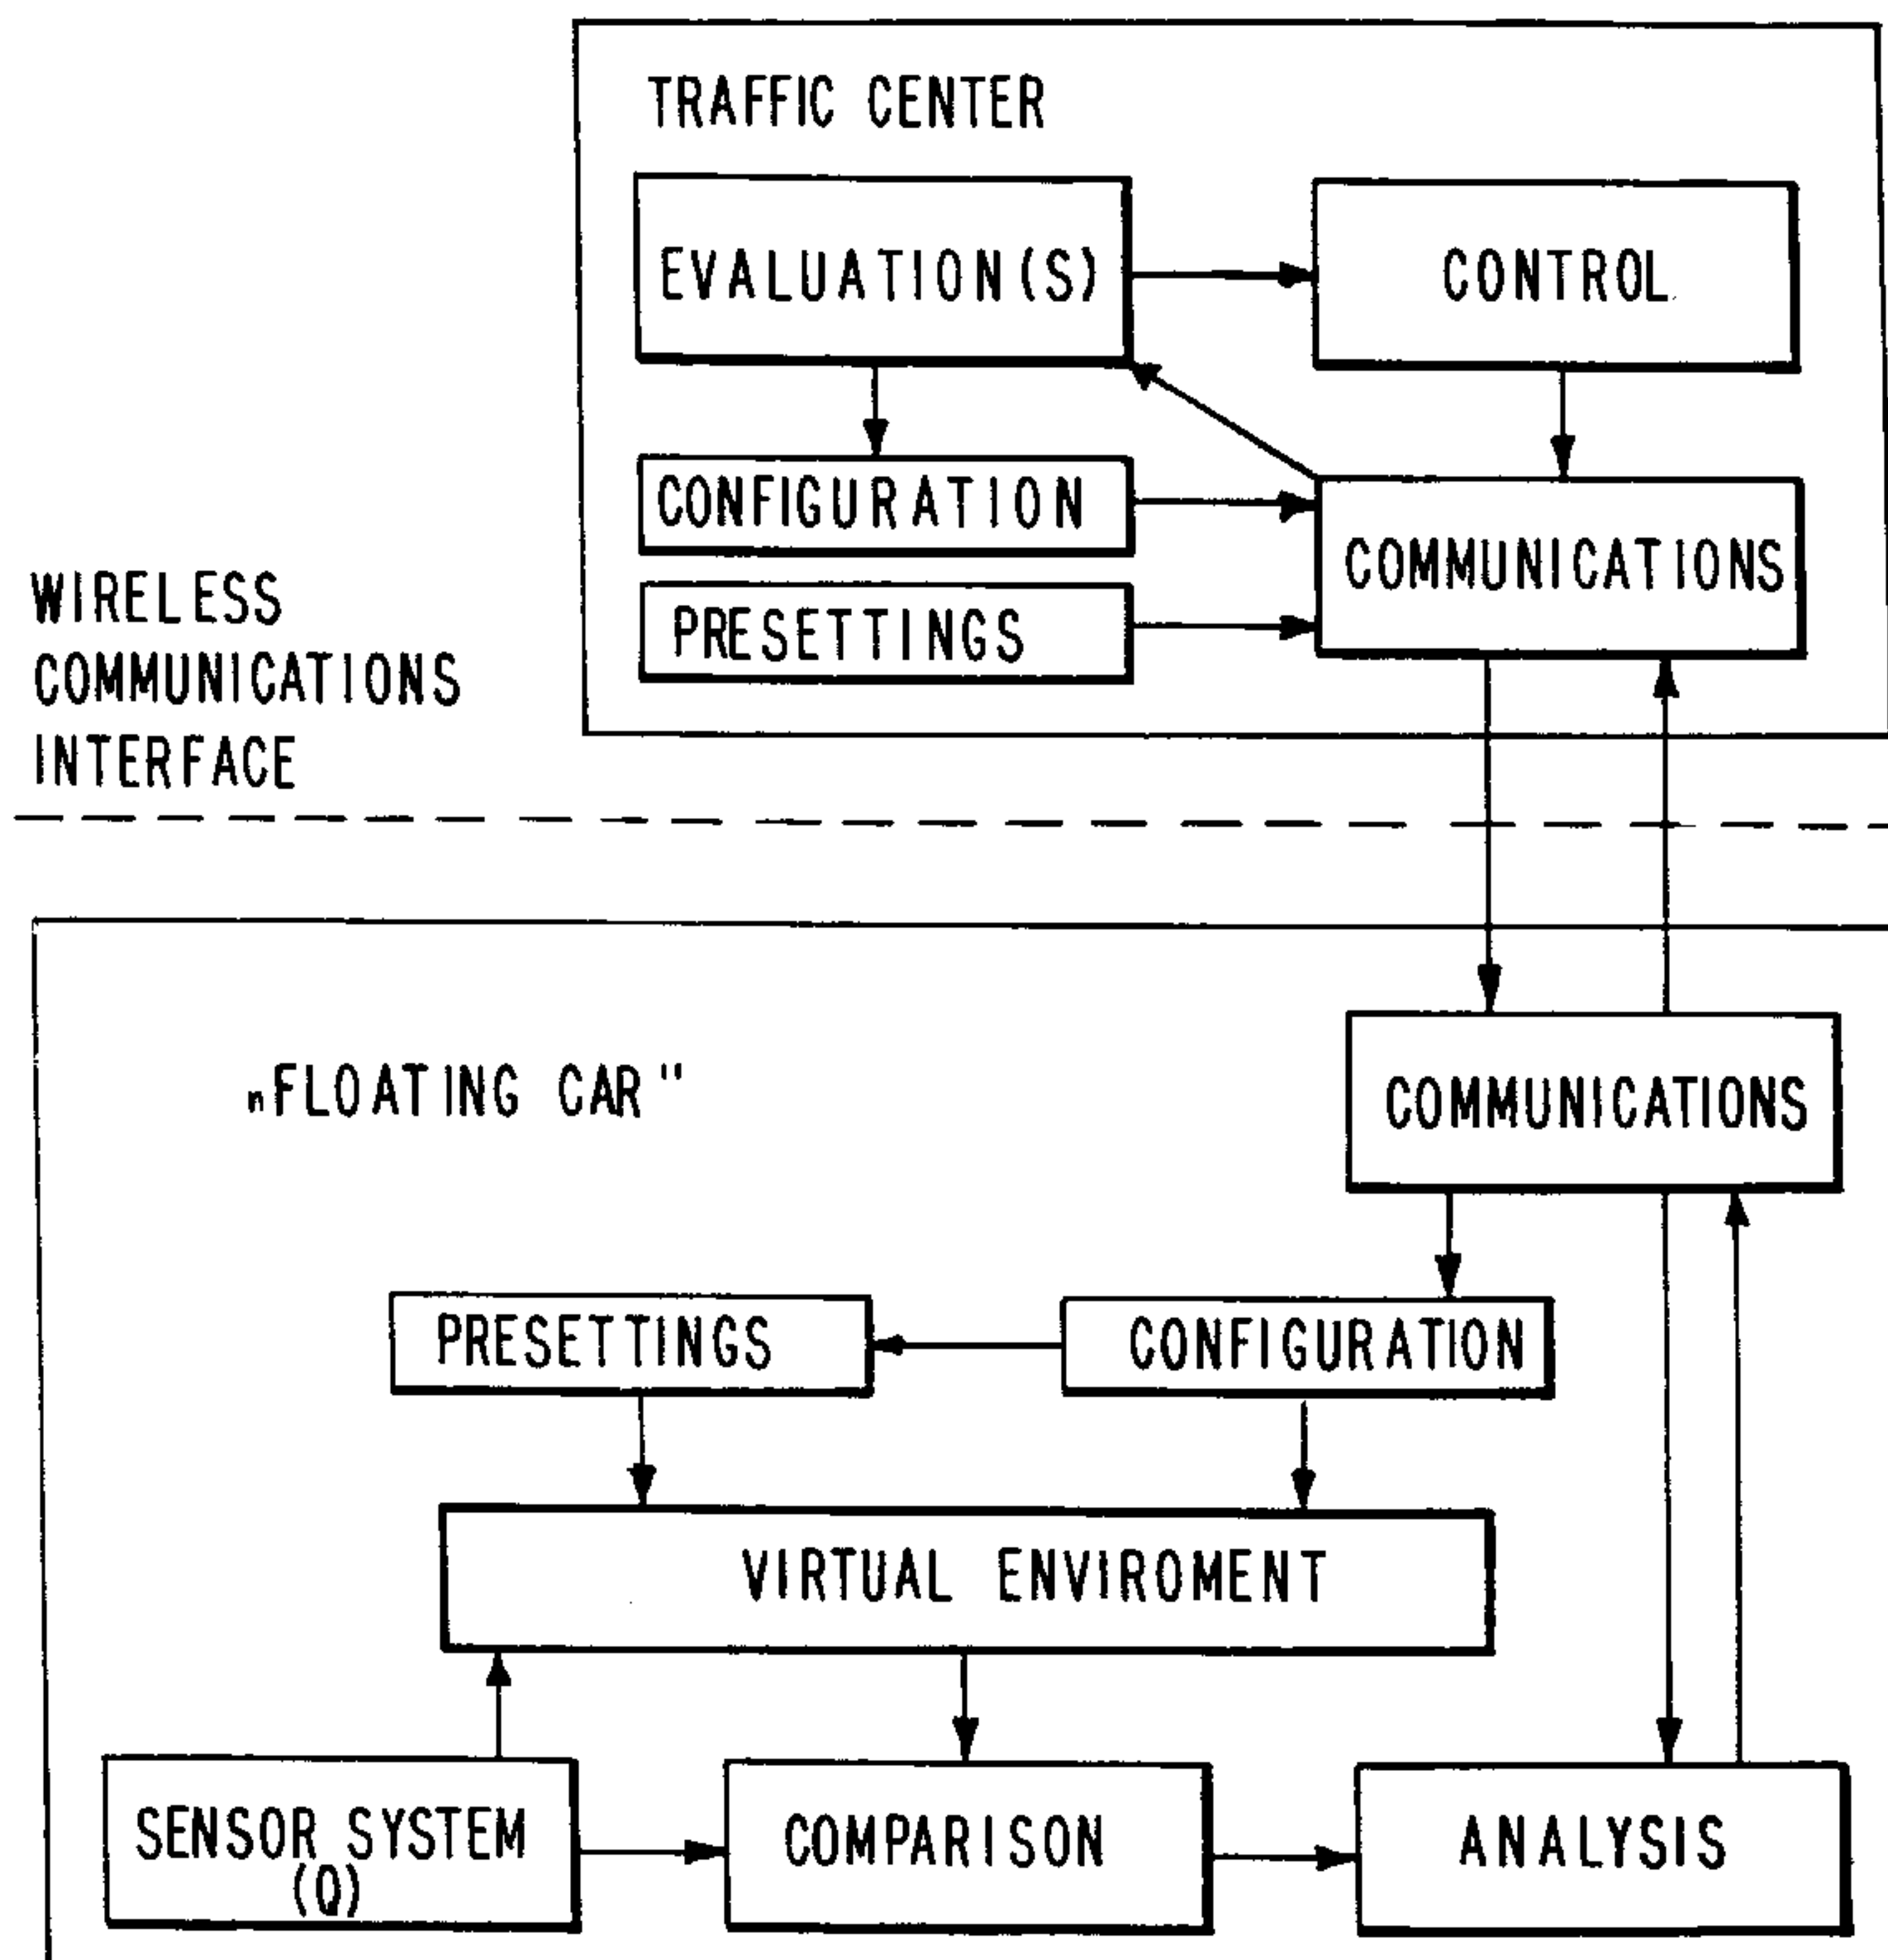 TRAFFIC CENTER
EVALUATION(S)
CONTROL
CONFIGURATION
COMMUNICATIONS
PRESETTINGS
WIRELESS
COMMUNICATIONS
INTERFACE
„FLOATING CAR"
COMMUNICATIONS
PRESETTINGS
CONFIGURATION
VIRTUAL ENVIROMENT
SENSOR SYSTEM
(Q)
COMPARISON
ANALYSIS